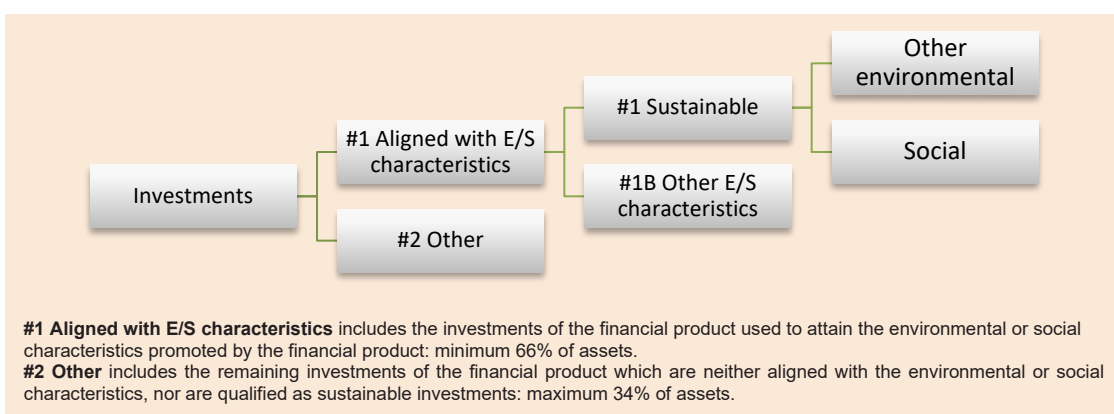 Other
environmental
#1 Sustainable
#1 Aligned with E/S
characteristics
Social
Investments
#1B Other E/S
characteristics
#2 Other
#1 Aligned with E/S characteristics includes the investments of the financial product used to attain the environmental or social
characteristics promoted by the financial product: minimum 66% of assets.
#2 Other includes the remaining investments of the financial product which are neither aligned with the environmental or social
characteristics, nor are qualified as sustainable investments: maximum 34% of assets.